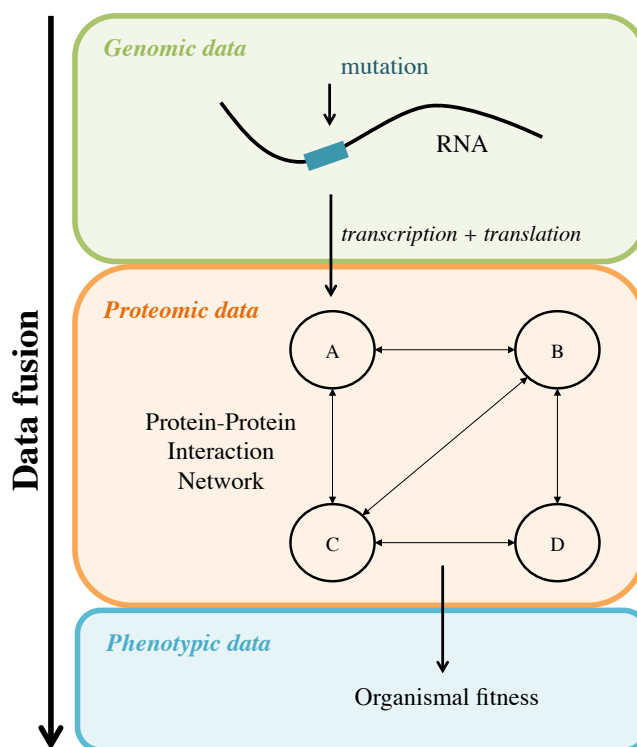 Data fusion
Genomic data
mutation
RNA
transcription + translation
Proteomic data
A
B
Protein-Protein
Interaction
Network
C
D
Phenotypic data
Organismal fitness